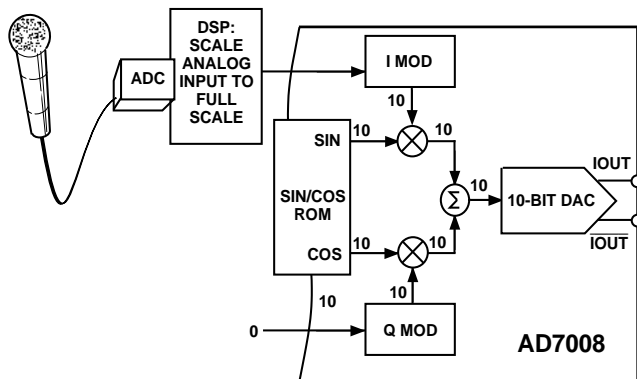 DSP:
SCALE
ANALOG
INPUT TO
FULL
SCALE
ADC
I MOD
10
SIN
10
10
SIN/COS
ROM
Σ
10
10-BIT DAC
IOUT
IOUT
COS
10
10
10
10
0
Q MOD
AD7008